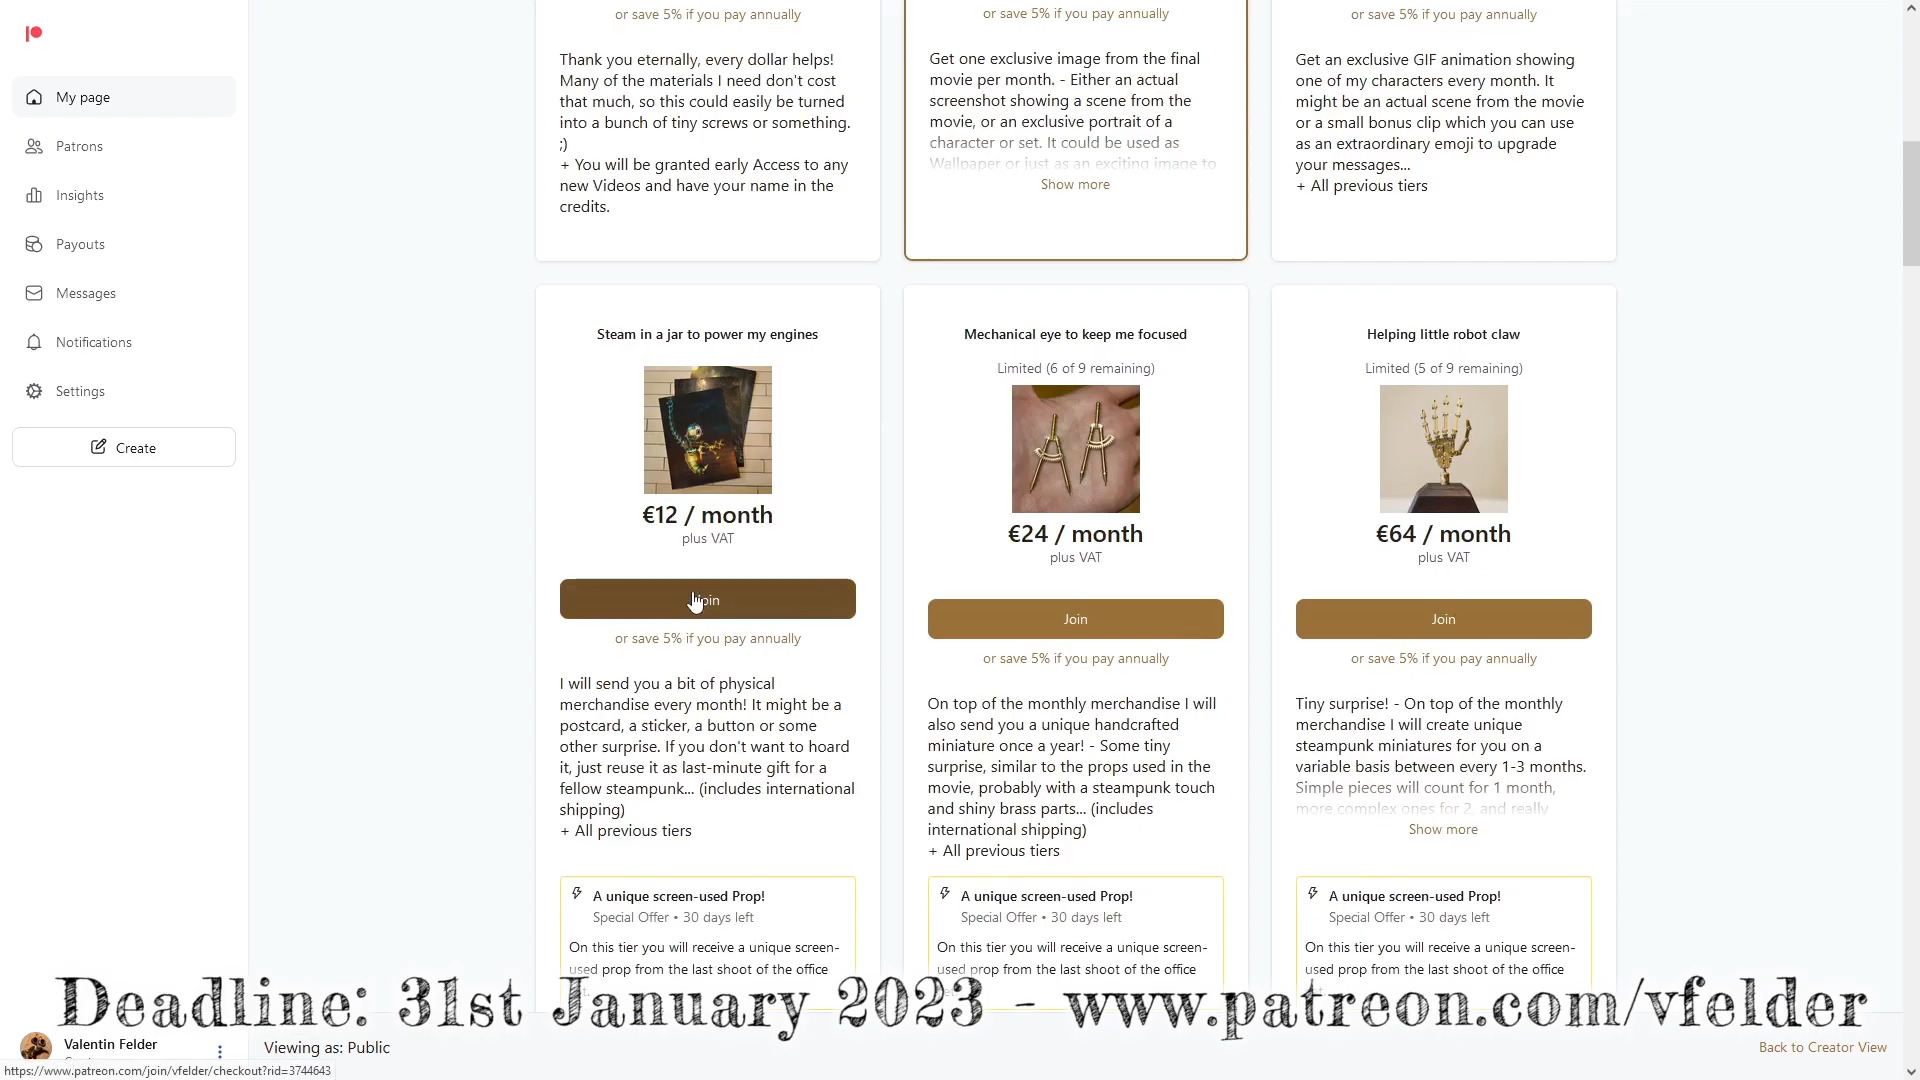 My page
Patrons
Insights
Payouts
Messages
Notifications
Settings
Create
or save 5% if you pay annually
Thank you eternally, every dollar helps!
Many of the materials I need don't cost
that much, so this could easily be turned
into a bunch of tiny screws or something.
;)
+ You will be granted early Access to any
new Videos and have your name in the
credits.
or save 5% if you pay annually
Get one exclusive image from the final
movie per month. - Either an actual
screenshot showing a scene from the
movie, or an exclusive portrait of a
character or set. It could be used as
Wallpaper or just as an exciting image to
Show more
or save 5% if you pay annually
Get an exclusive GIF animation showing
one of my characters every month. It
might be an actual scene from the movie
or a small bonus clip which you can use
as an extraordinary emoji to upgrade
your messages...
+ All previous tiers
Steam in a jar to power my engines
€12 / month
plus VAT
Join
or save 5% if you pay annually
I will send you a bit of physical
merchandise every month! It might be a
postcard, a sticker, a button or some
other surprise. If you don't want to hoard
it, just reuse it as last-minute gift for a
fellow steampunk... (includes international
shipping)
+ All previous tiers
A unique screen-used Prop!
Special Offer • 30 days left
On this tier you will receive a unique screen-
used prop from the last shoot of the office
Mechanical eye to keep me focused
Limited (6 of 9 remaining)
€24 / month
plus VAT
Join
or save 5% if you pay annually
On top of the monthly merchandise I will
also send you a unique handcrafted
miniature once a year! - Some tiny
surprise, similar to the props used in the
movie, probably with a steampunk touch
and shiny brass parts... (includes
international shipping)
+ All previous tiers
A unique screen-used Prop!
Special Offer • 30 days left
On this tier you will receive a unique screen-
used prop from the last shoot of the office
Helping little robot claw
Limited (5 of 9 remaining)
€64 / month
plus VAT
Join
or save 5% if you pay annually
Tiny surprise! - On top of the monthly
merchandise I will create unique
steampunk miniatures for you on a
variable basis between every 1-3 months.
Simple pieces will count for 1 month,
more complex ones for 2, and really
Show more
A unique screen-used Prop!
Special Offer • 30 days left
On this tier you will receive a unique screen-
used prop from the last shoot of the office
Deadline: 31st January 2023 - www.patreon.com/vfelder
Valentin Felder
Viewing as: Public
Back to Creator View
https://www.patreon.com/join/vfelder/checkout?rid=3744643